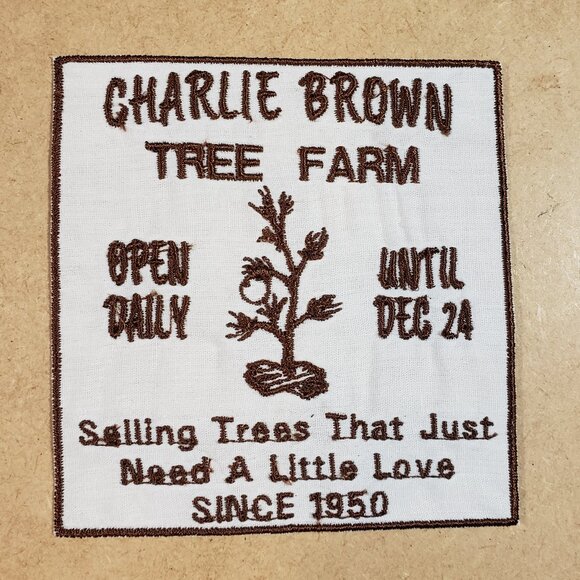 CHARLIE BROWN
TREE FARM
OPEN
DAILY
UNTIL
DEC 24
Selling Trees That Just
Need A Little Love
SINCE 1950